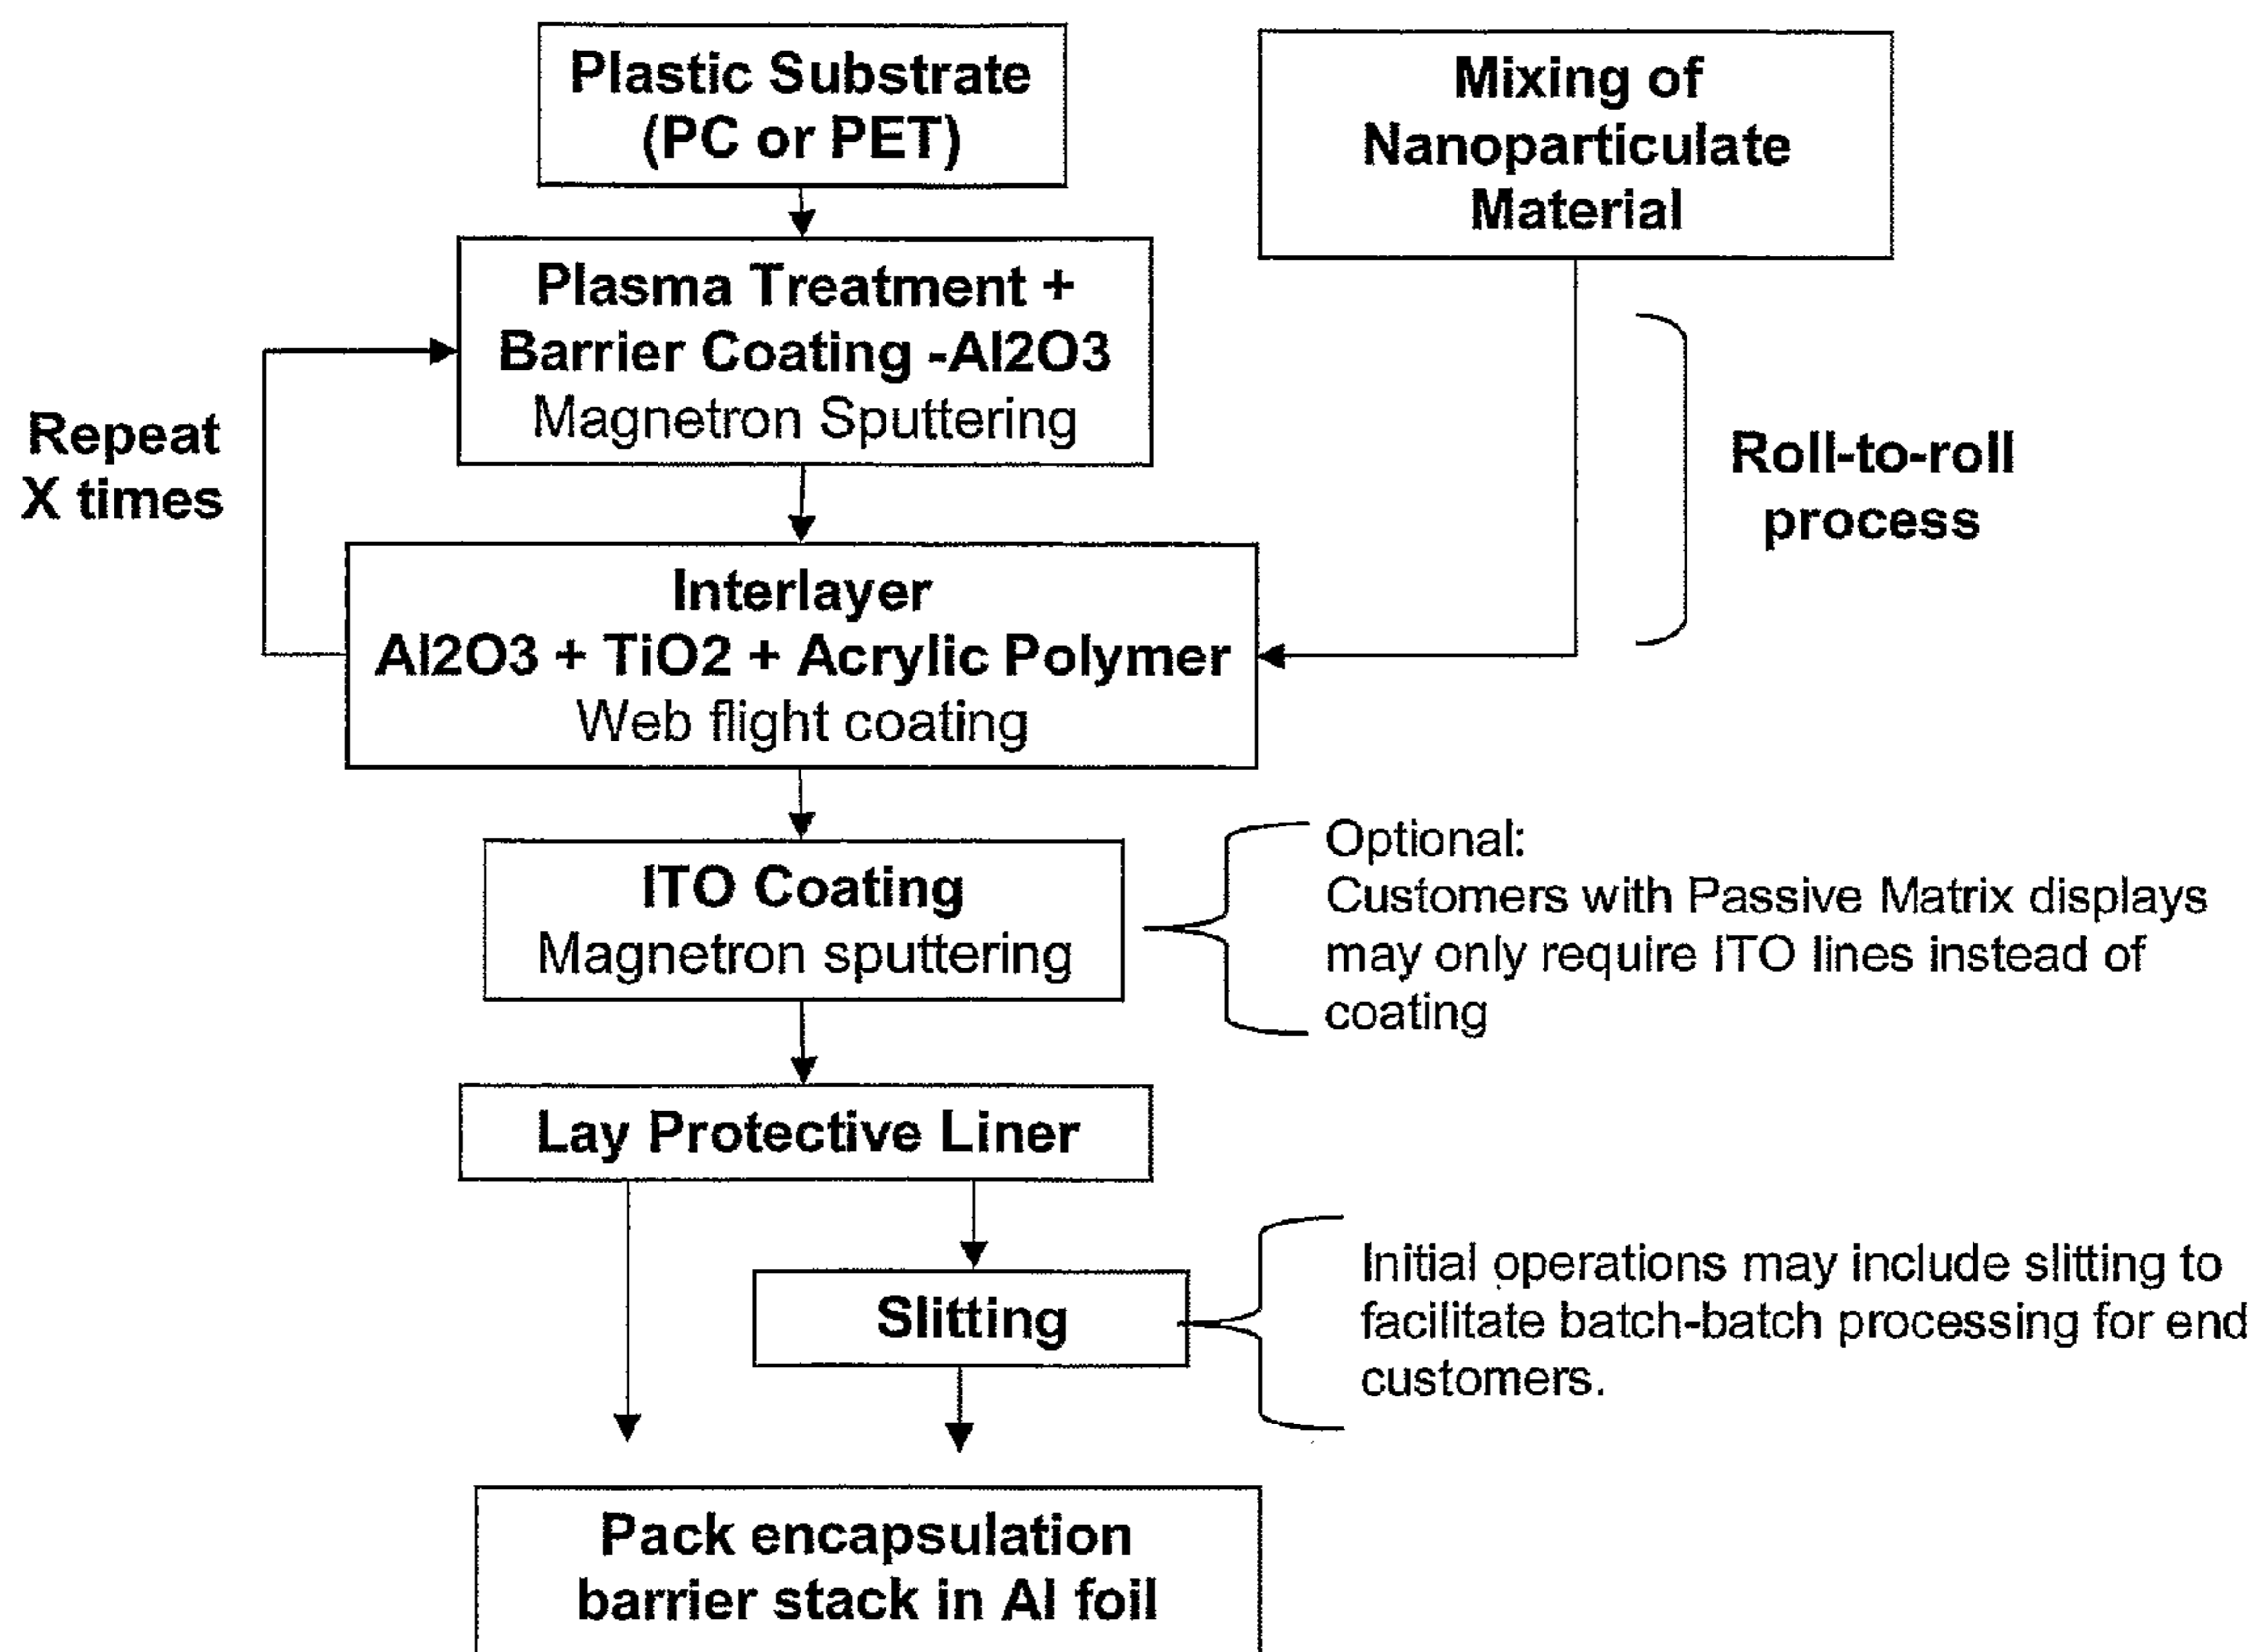 Plastic Substrate
(PC or PET)
Mixing of
Nanoparticulate
Material
Plasma Treatment +
Barrier Coating -Al2O3
Magnetron Sputtering
Repeat
X times
Roll-to-roll
process
Interlayer
Al2O3 + TiO2 + Acrylic Polymer
Web flight coating
ITO Coating
Magnetron sputtering
Optional:
Customers with Passive Matrix displays
may only require ITO lines instead of
coating
Lay Protective Liner
Slitting
Initial operations may include slitting to
facilitate batch-batch processing for end
customers.
Pack encapsulation
barrier stack in Al foil